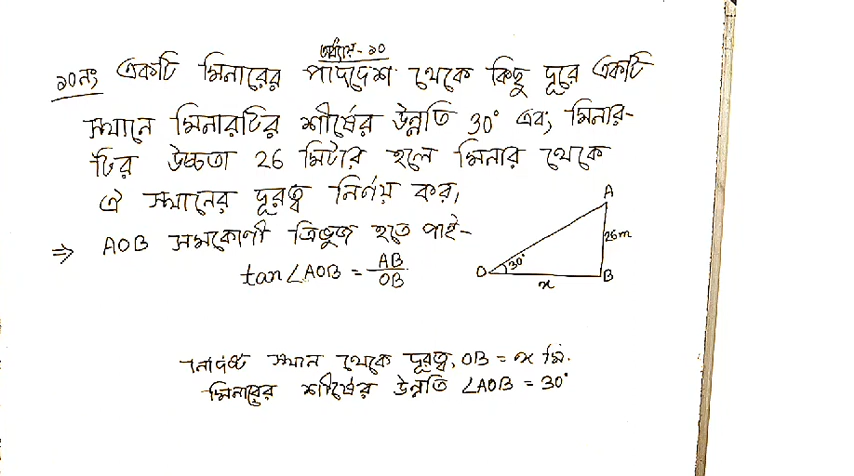 অধ্যায়-১০
১০নং একটি মিনারের পাদদেশ থেকে কিছু দূরে একটি
স্থানে মিনারটির শীর্ষের উন্নতি 30° এবং মিনার-
টির উচ্চতা 26 মিটার হলে মিনার থেকে
ঐ স্থানের দূরত্ব নির্ণয় কর।
⇒ AOB সমকোণী ত্রিভুজ হতে পাই-
tan∠AOB = AB/OB
A
26m
O 30° B
x
স্থান থেকে দূরত্ব, OB = x মি.
মিনারের শীর্ষের উন্নতি ∠AOB = 30°